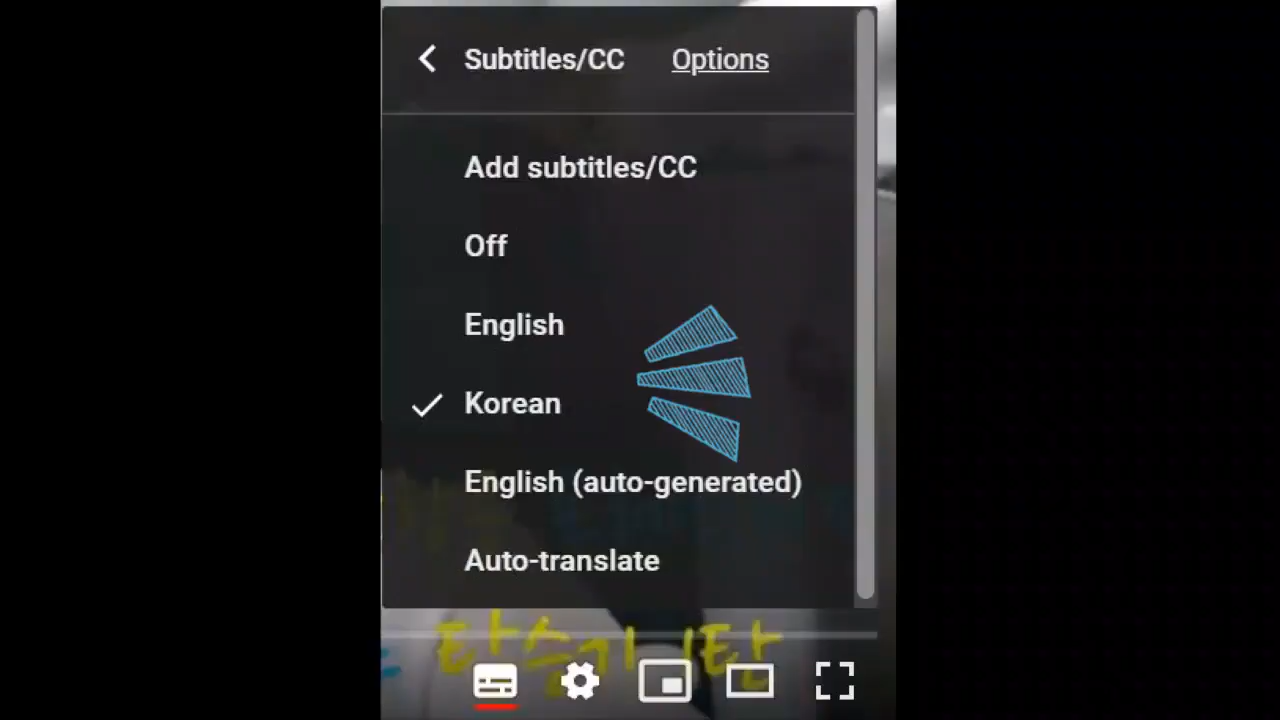 Subtitles/CC Options
Add subtitles/CC
Off
English
Korean
English (auto-generated)
Auto-translate